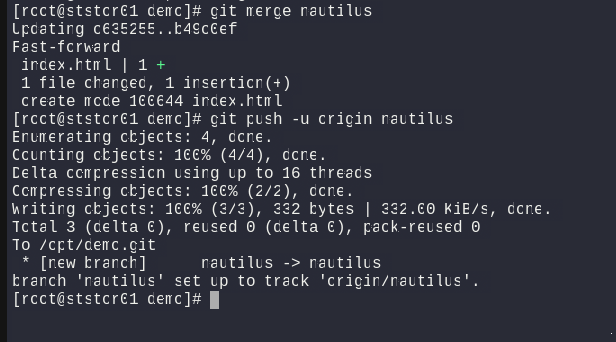 [root@ststor01 demo]# git merge nautilus
Updating c635255..b49c0ef
Fast-forward
 index.html | 1 +
 1 file changed, 1 insertion(+)
 create mode 100644 index.html
[root@ststor01 demo]# git push -u origin nautilus
Enumerating objects: 4, done.
Counting objects: 100% (4/4), done.
Delta compression using up to 16 threads
Compressing objects: 100% (2/2), done.
Writing objects: 100% (3/3), 332 bytes | 332.00 KiB/s, done.
Total 3 (delta 0), reused 0 (delta 0), pack-reused 0
To /opt/demo.git
 * [new branch]      nautilus -> nautilus
branch 'nautilus' set up to track 'origin/nautilus'.
[root@ststor01 demo]#